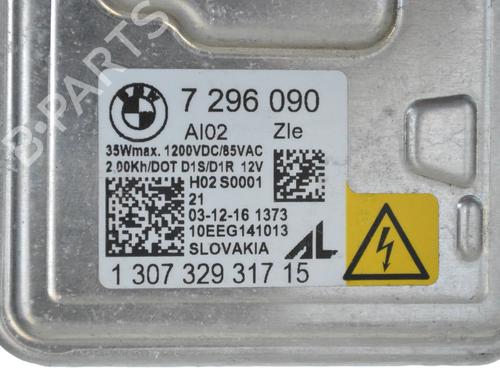 B-PARTS
BMW
7 296 090
AI02 Zle
35Wmax. 1200VDC/85VAC
2.00Kh/DOT D1S/D1R 12V
H02 S0001
21
03-12-16 1373
10EEG141013
SLOVAKIA AL
1 307 329 317 15